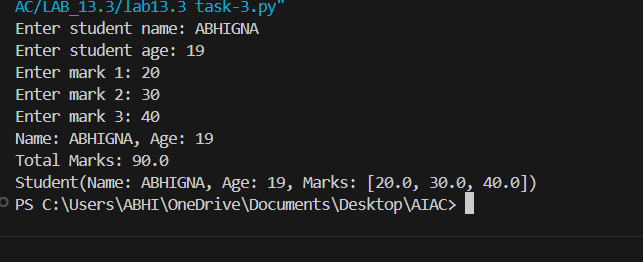 AC/LAB_13.3/lab13.3 task-3.py"
Enter student name: ABHIGNA
Enter student age: 19
Enter mark 1: 20
Enter mark 2: 30
Enter mark 3: 40
Name: ABHIGNA, Age: 19
Total Marks: 90.0
Student(Name: ABHIGNA, Age: 19, Marks: [20.0, 30.0, 40.0])
PS C:\Users\ABHI\OneDrive\Documents\Desktop\AIAC>